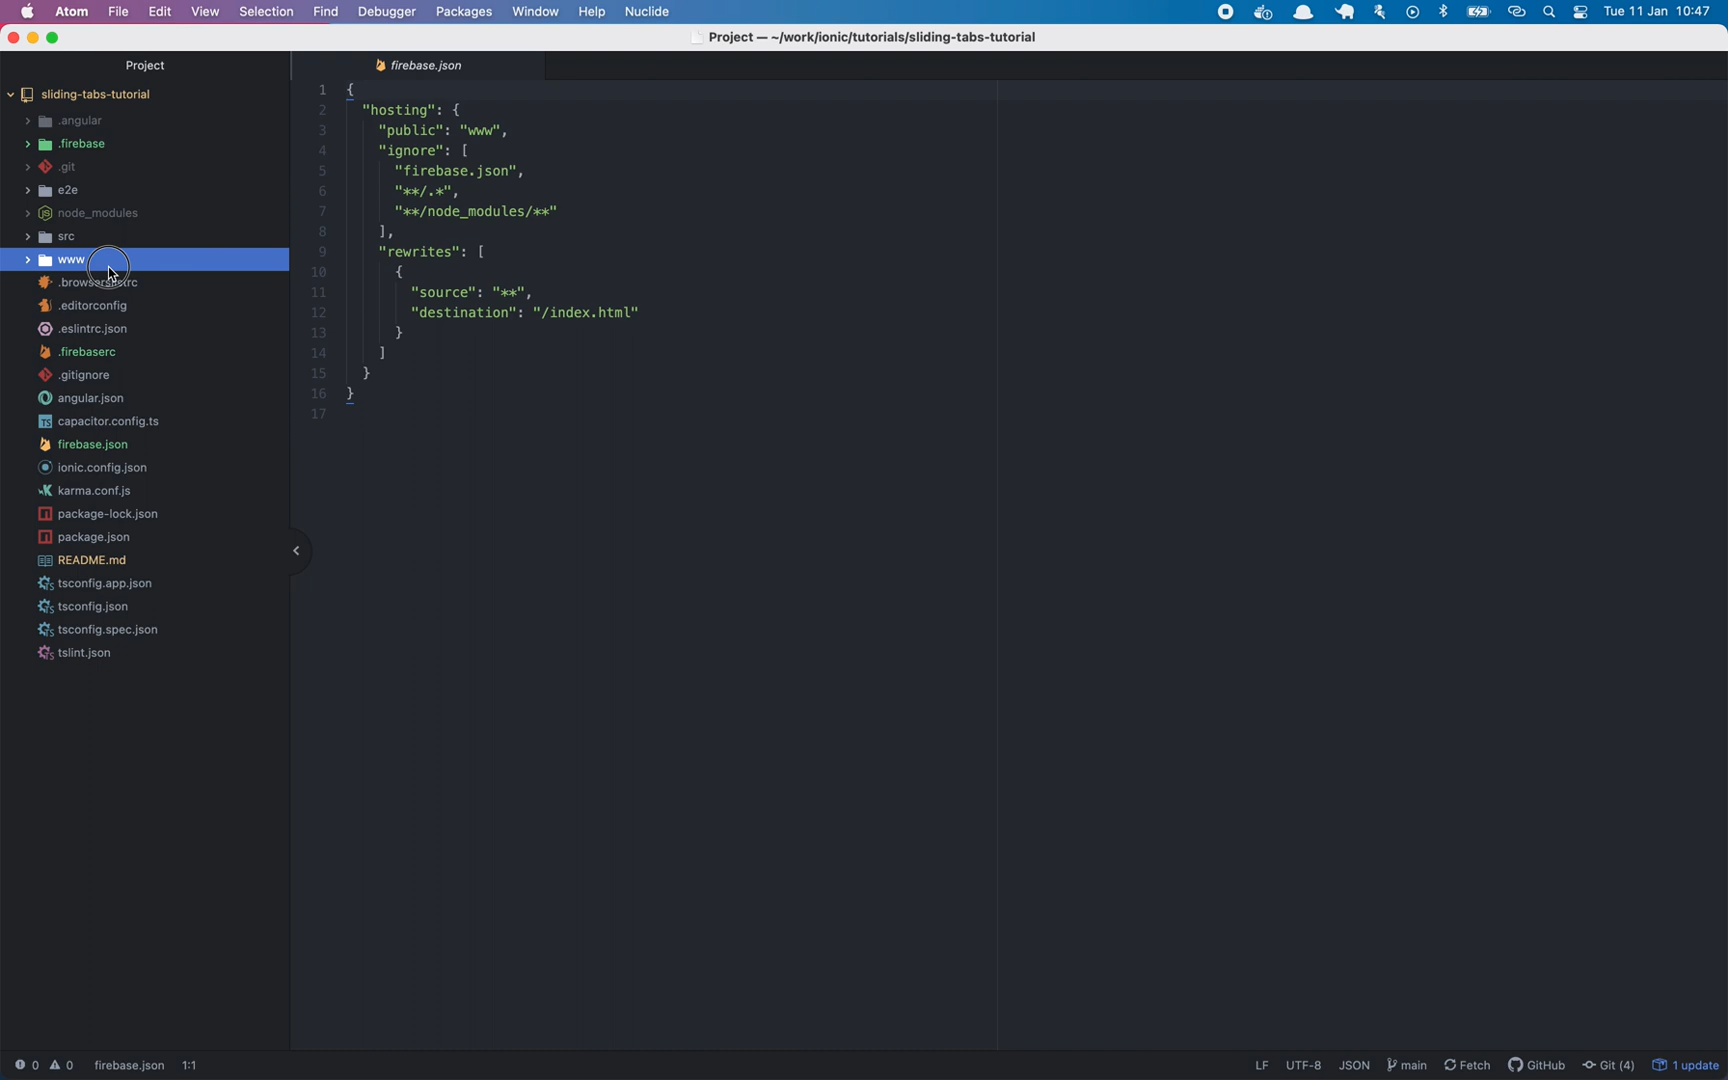 Atom File Edit View Selection Find Debugger Packages Window Help Nuclide Tue 11 Jan 10:47
Project — ~/work/ionic/tutorials/sliding-tabs-tutorial
Project
sliding-tabs-tutorial
.angular
.firebase
.git
e2e
node_modules
src
www
.browserslistrc
.editorconfig
.eslintrc.json
.firebaserc
.gitignore
angular.json
capacitor.config.ts
firebase.json
ionic.config.json
karma.conf.js
package-lock.json
package.json
README.md
tsconfig.app.json
tsconfig.json
tsconfig.spec.json
tslint.json
firebase.json
1 {
2 "hosting": {
3 "public": "www",
4 "ignore": [
5 "firebase.json",
6 "**/.*",
7 "**/node_modules/**"
8 ],
9 "rewrites": [
10 {
11 "source": "**",
12 "destination": "/index.html"
13 }
14 ]
15 }
16 }
17
0 0 firebase.json 1:1 LF UTF-8 JSON main Fetch GitHub Git (4) 1 update